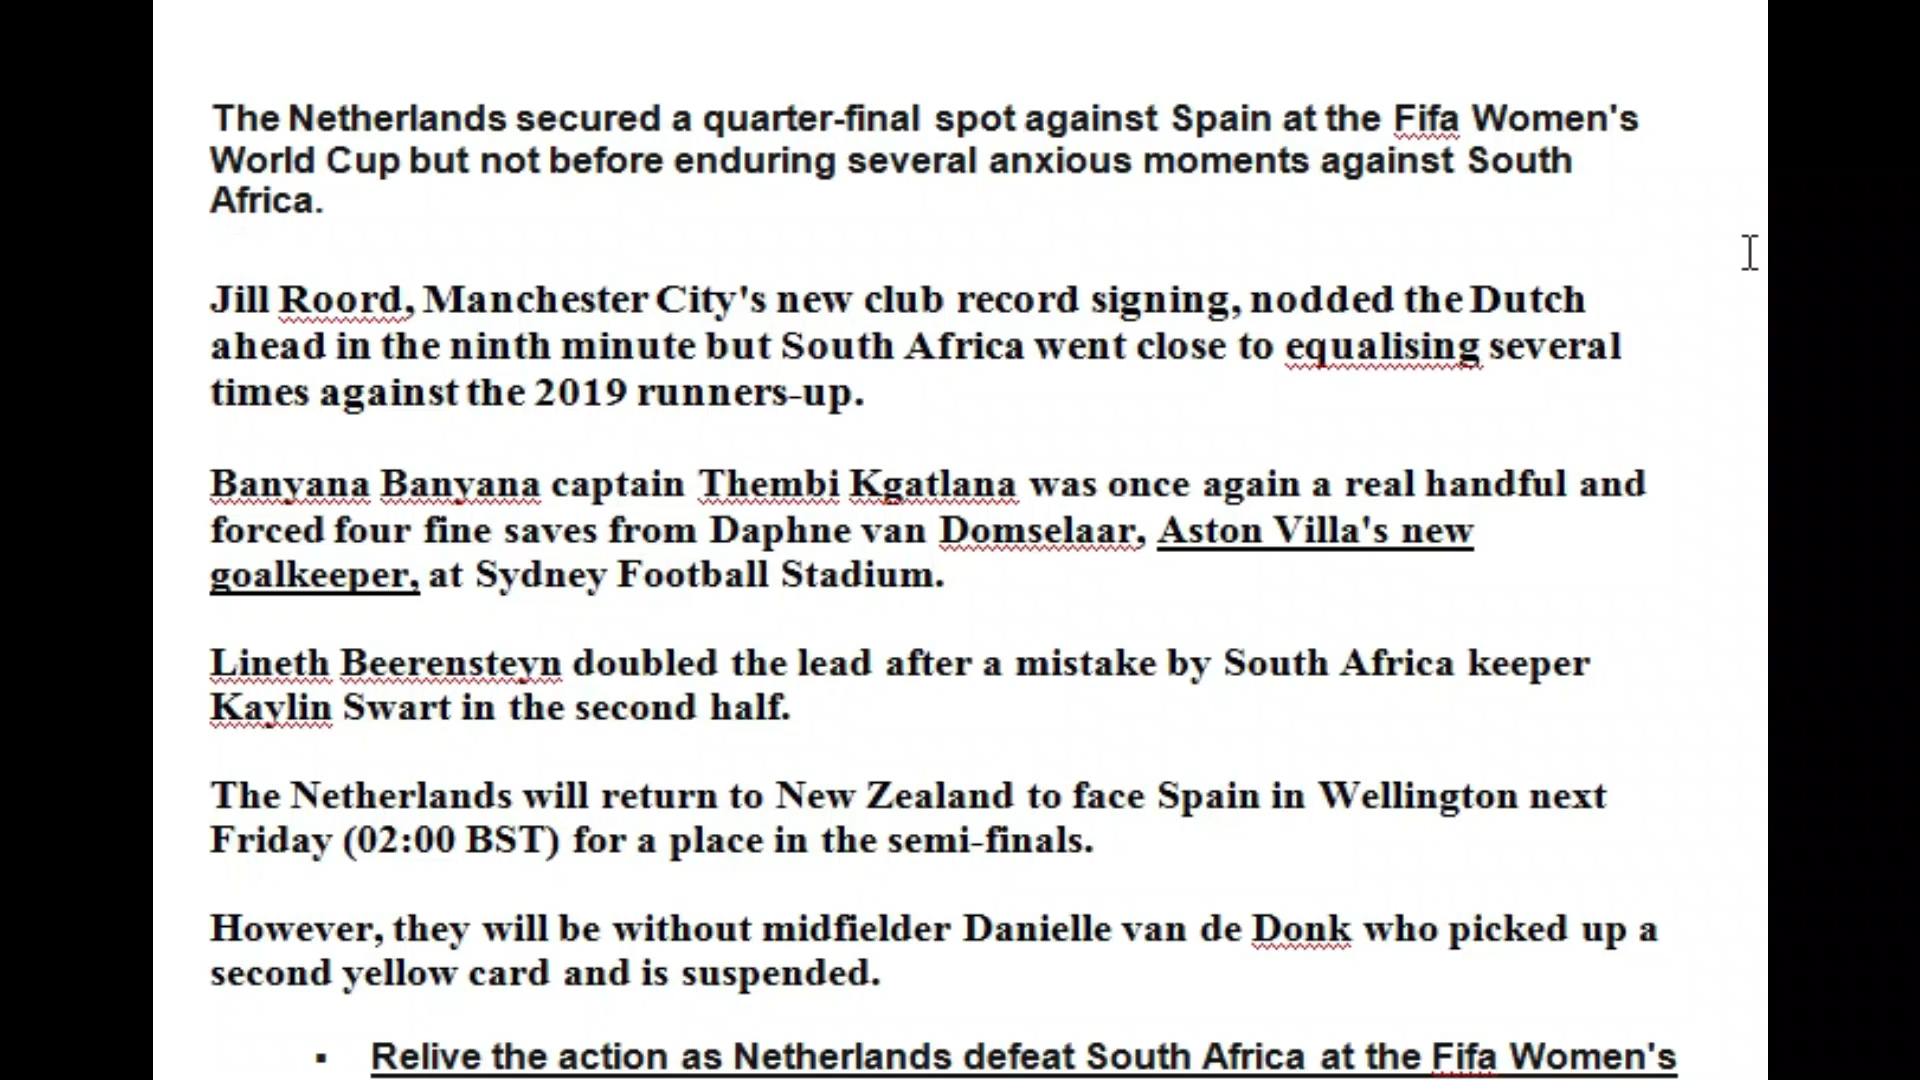 The Netherlands secured a quarter-final spot against Spain at the Fifa Women's
World Cup but not before enduring several anxious moments against South
Africa.
Jill Roord, Manchester City's new club record signing, nodded the Dutch
ahead in the ninth minute but South Africa went close to equalising several
times against the 2019 runners-up.
Banyana Banyana captain Thembi Kgatlana was once again a real handful and
forced four fine saves from Daphne van Domselaar, Aston Villa's new
goalkeeper, at Sydney Football Stadium.
Lineth Beerensteyn doubled the lead after a mistake by South Africa keeper
Kaylin Swart in the second half.
The Netherlands will return to New Zealand to face Spain in Wellington next
Friday (02:00 BST) for a place in the semi-finals.
However, they will be without midfielder Danielle van de Donk who picked up a
second yellow card and is suspended.
▪ Relive the action as Netherlands defeat South Africa at the Fifa Women's